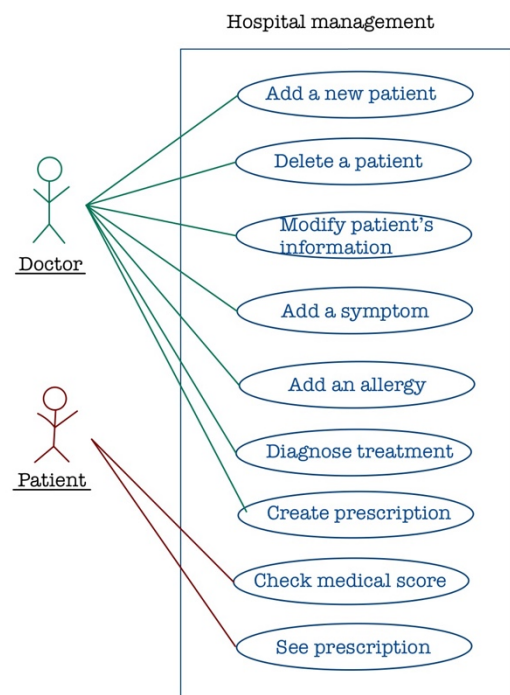 Hospital management
Add a new patient
Delete a patient
Modify patient's
information
Doctor
Add a symptom
Add an allergy
Patient
Diagnose treatment
Create prescription
Check medical score
See prescription